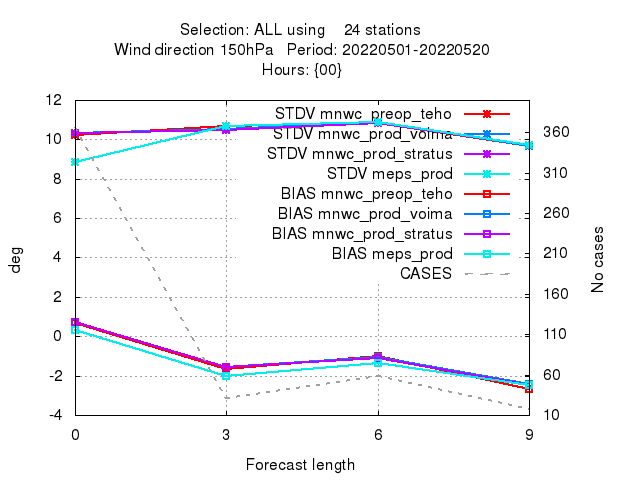 Selection: ALL using    24 stations
Wind direction 150hPa   Period: 20220501-20220520
Hours: {00}
12
10
8
6
4
2
0
-2
-4
deg
STDV mnwc_preop_teho
STDV mnwc_prod_voima
STDV mnwc_prod_stratus
STDV meps_prod
BIAS mnwc_preop_teho
BIAS mnwc_prod_voima
BIAS mnwc_prod_stratus
BIAS meps_prod
CASES
360
310
260
210
160
110
60
10
No cases
0 3 6 9
Forecast length